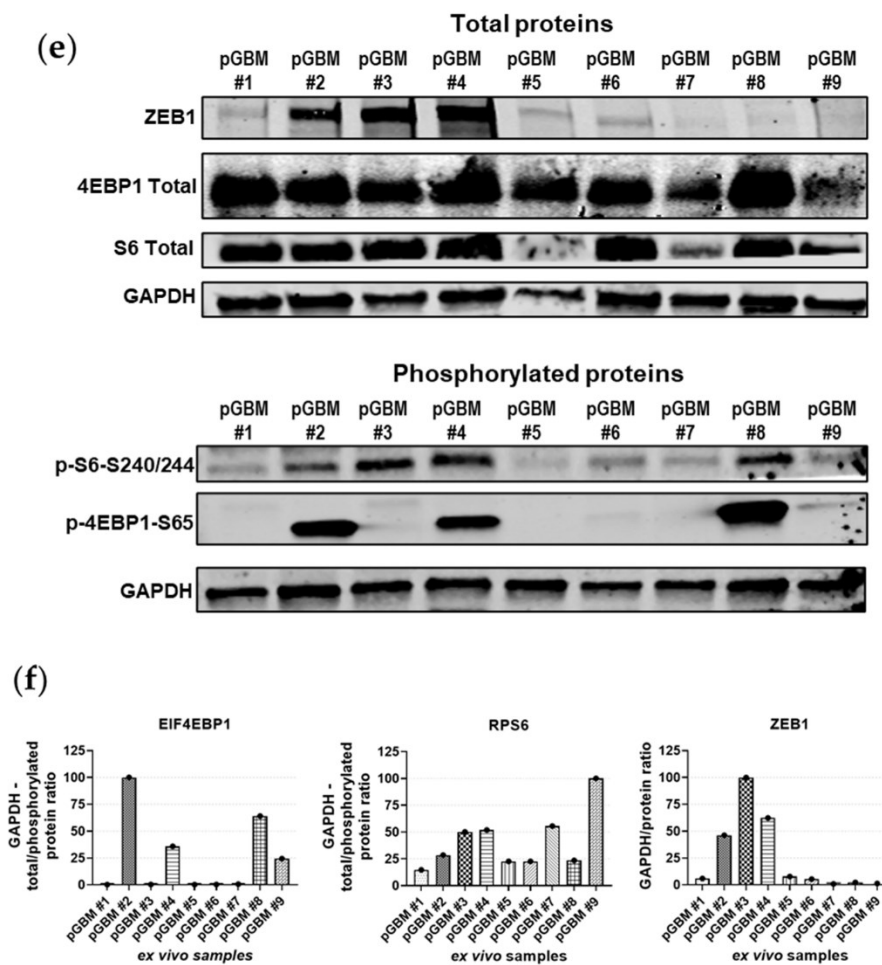 (e)
Total proteins
pGBM pGBM pGBM pGBM pGBM pGBM pGBM pGBM pGBM
#1 #2 #3 #4 #5 #6 #7 #8 #9
ZEB1
4EBP1 Total
S6 Total
GAPDH
Phosphorylated proteins
pGBM pGBM pGBM pGBM pGBM pGBM pGBM pGBM pGBM
#1 #2 #3 #4 #5 #6 #7 #8 #9
p-S6-S240/244
p-4EBP1-S65
GAPDH
(f)
EIF4EBP1
GAPDH -
total/phosphorylated
protein ratio
125
100
75
50
25
0
pGBM #1
pGBM #2
pGBM #3
pGBM #4
pGBM #5
pGBM #6
pGBM #7
pGBM #8
pGBM #9
ex vivo samples
RPS6
GAPDH -
total/phosphorylated
protein ratio
125
100
75
50
25
0
pGBM #1
pGBM #2
pGBM #3
pGBM #4
pGBM #5
pGBM #6
pGBM #7
pGBM #8
pGBM #9
ex vivo samples
ZEB1
GAPDH/protein ratio
125
100
75
50
25
0
pGBM #1
pGBM #2
pGBM #3
pGBM #4
pGBM #5
pGBM #6
pGBM #7
pGBM #8
pGBM #9
ex vivo samples